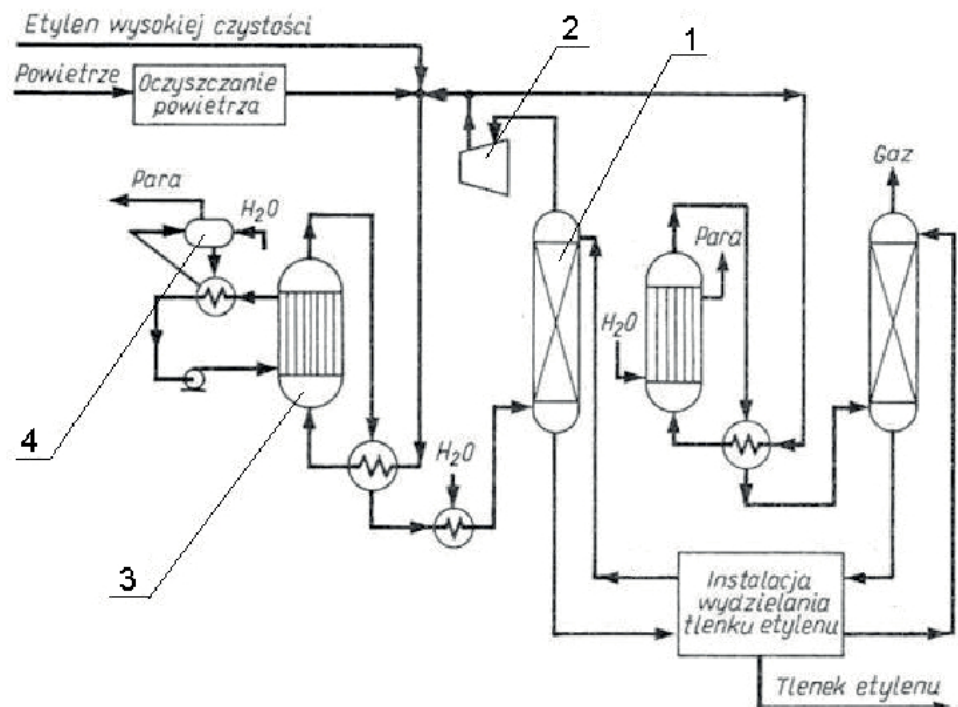 Etylen wysokiej czystości
Powietrze
Oczyszczanie
powietrza
2
1
Gaz
Para
H₂O
4
Para
H₂O
3
H₂O
Instalacja
wydzielania
tlenku etylenu
Tlenek etylenu